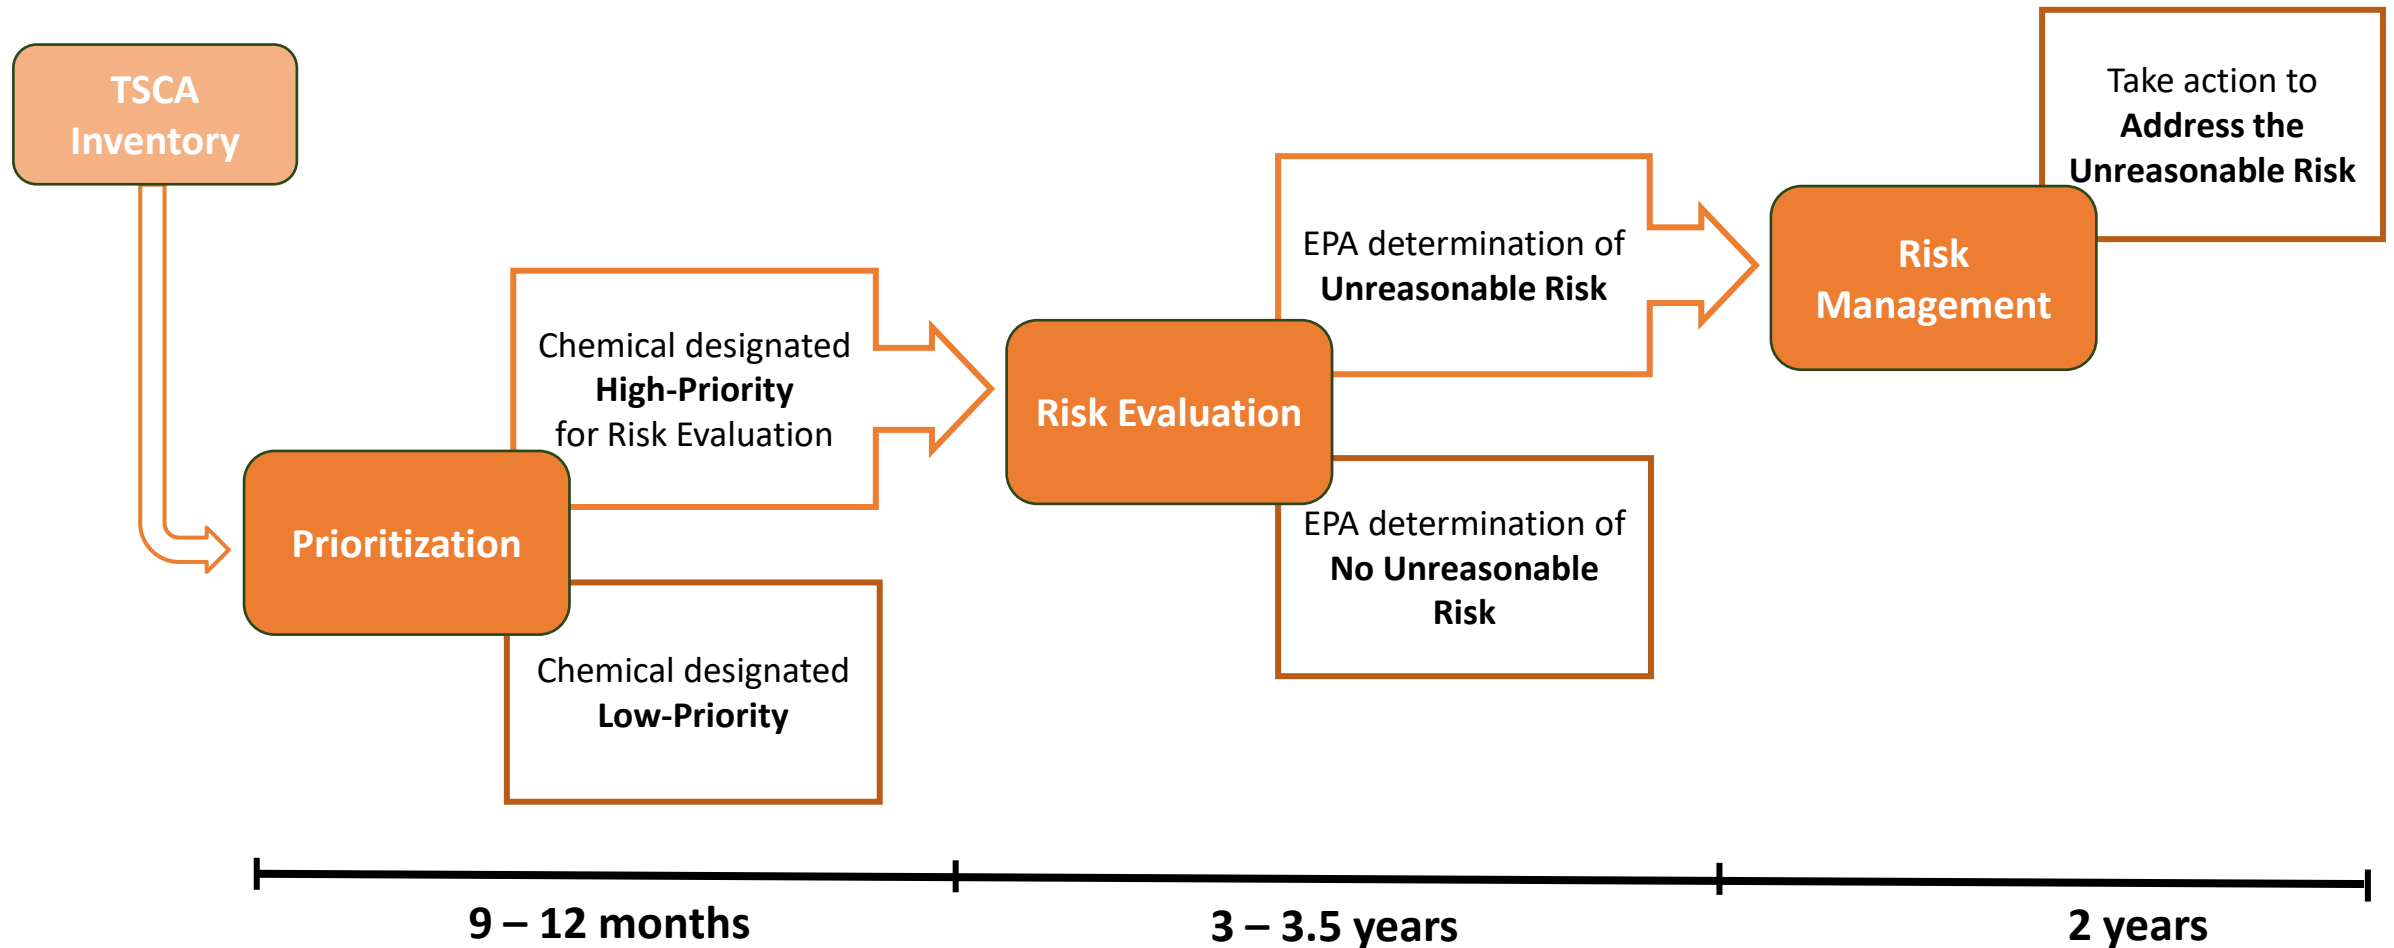 TSCA
Inventory
Prioritization
Chemical designated
High-Priority
for Risk Evaluation
Chemical designated
Low-Priority
Risk Evaluation
EPA determination of
Unreasonable Risk
EPA determination of
No Unreasonable
Risk
Risk
Management
Take action to
Address the
Unreasonable Risk
9 – 12 months
3 – 3.5 years
2 years